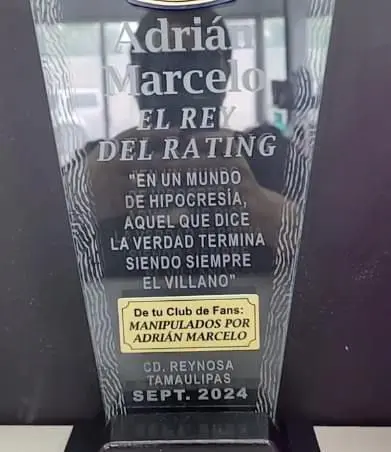 Adrián
Marcelo
EL REY
DEL RATING
"EN UN MUNDO
DE HIPOCRESÍA,
AQUEL QUE DICE
LA VERDAD TERMINA
SIENDO SIEMPRE
EL VILLANO"
De tu Club de Fans:
MANIPULADOS POR
ADRIÁN MARCELO
CD. REYNOSA
TAMAULIPAS
SEPT. 2024